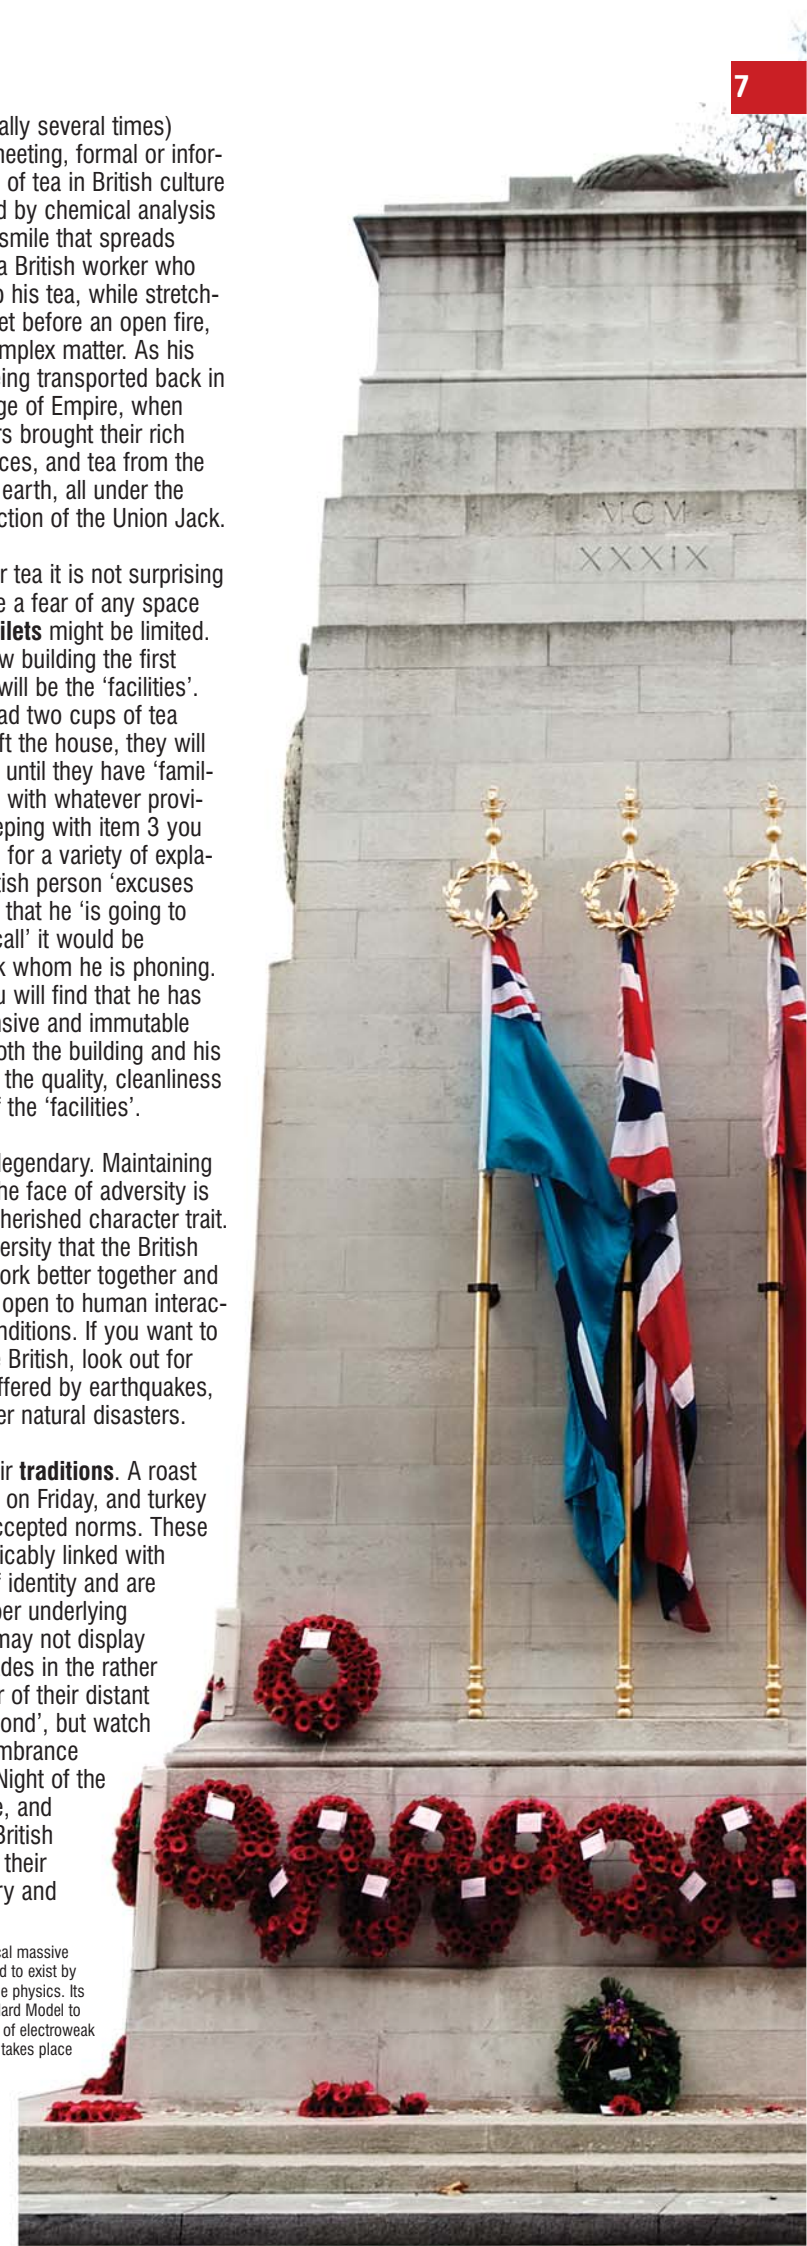 7
ally several times)
neeting, formal or infor-
of tea in British culture
d by chemical analysis
smile that spreads
a British worker who
o his tea, while stretch-
et before an open fire,
mplex matter. As his
eing transported back in
ge of Empire, when
rs brought their rich
ces, and tea from the
earth, all under the
ction of the Union Jack.
r tea it is not surprising
e a fear of any space
ilets might be limited.
w building the first
will be the ‘facilities’.
ad two cups of tea
ft the house, they will
until they have ‘famil-
with whatever provi-
eping with item 3 you
for a variety of expla-
tish person ‘excuses
that he ‘is going to
call’ it would be
k whom he is phoning.
u will find that he has
nsive and immutable
oth the building and his
the quality, cleanliness
f the ‘facilities’.
legendary. Maintaining
he face of adversity is
herished character trait.
ersity that the British
ork better together and
open to human interac-
nditions. If you want to
e British, look out for
ffered by earthquakes,
er natural disasters.
ir traditions. A roast
on Friday, and turkey
ccepted norms. These
icably linked with
f identity and are
per underlying
may not display
des in the rather
r of their distant
ond’, but watch
mbrance
Night of the
e, and
British
their
ry and
cal massive
d to exist by
e physics. Its
dard Model to
of electroweak
takes place
MCM
XXXIX